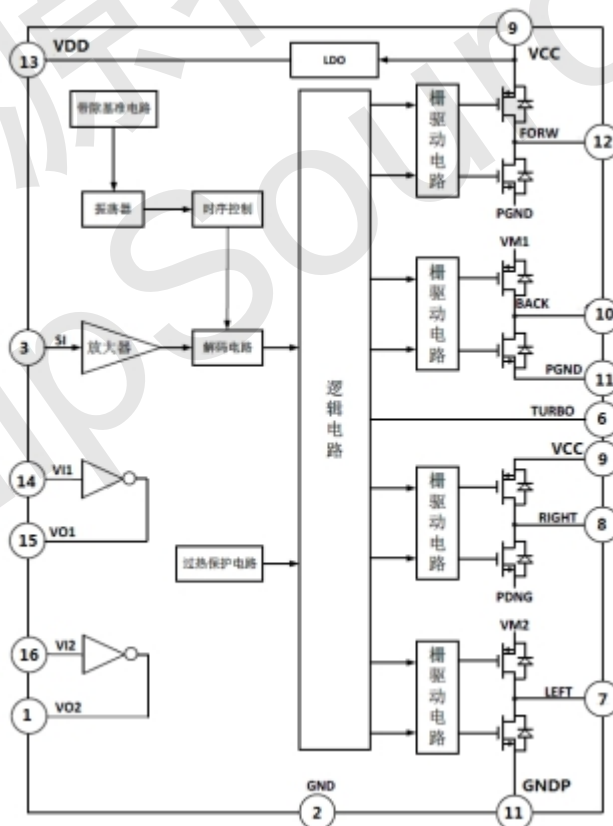 9
13 VDD
LDO
VCC
带隙基准电路
栅驱动电路
FORW
12
振荡器
时序控制
PGND
VM1
栅驱动电路
BACK
10
3 SI
放大器
解码电路
PGND
11
逻辑电路
TURBO
6
VCC
9
14 VI1
栅驱动电路
RIGHT
8
15 VO1
过热保护电路
PDNG
VM2
16 VI2
栅驱动电路
LEFT
7
1 VO2
GND
2
GNDP
11